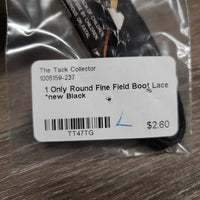 The Tack Collector
1005159-237
1 Only Round Fine Field Boot Lace
*new Black
TT47TG
$2.60